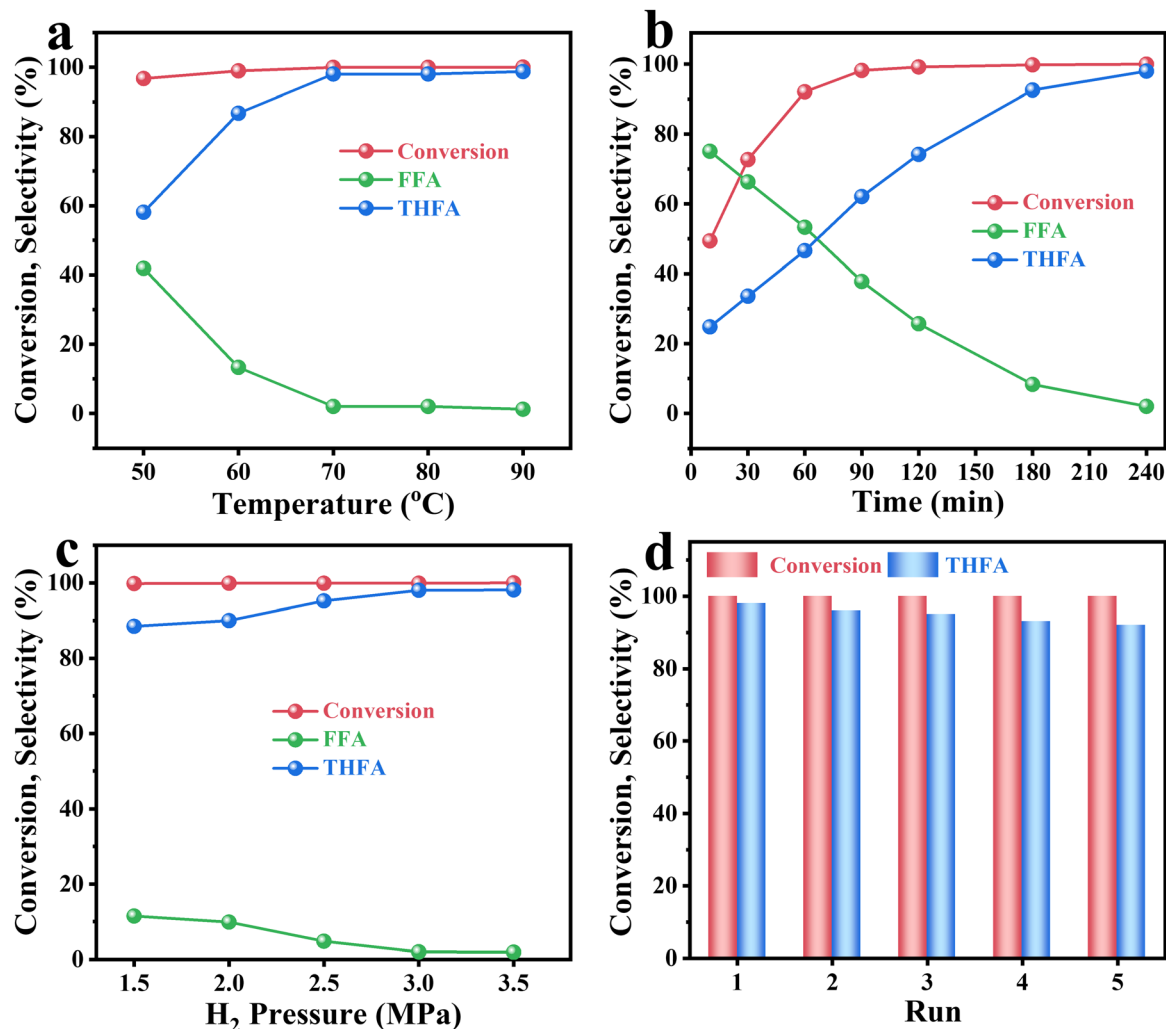 a
Conversion, Selectivity (%)
100
80
60
40
20
0
Conversion
FFA
THFA
50 60 70 80 90
Temperature (°C)
b
Conversion, Selectivity (%)
100
80
60
40
20
0
Conversion
FFA
THFA
0 30 60 90 120 150 180 210 240
Time (min)
c
Conversion, Selectivity (%)
100
80
60
40
20
0
Conversion
FFA
THFA
1.5 2.0 2.5 3.0 3.5
H₂ Pressure (MPa)
d
Conversion, Selectivity (%)
Conversion THFA
100
80
60
40
20
0
1 2 3 4 5
Run